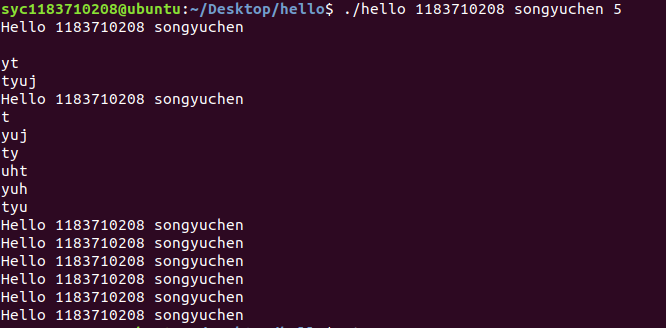 syc1183710208@ubuntu:~/Desktop/hello$ ./hello 1183710208 songyuchen 5
Hello 1183710208 songyuchen
yt
tyuj
Hello 1183710208 songyuchen
t
yuj
ty
uht
yuh
tyu
Hello 1183710208 songyuchen
Hello 1183710208 songyuchen
Hello 1183710208 songyuchen
Hello 1183710208 songyuchen
Hello 1183710208 songyuchen
Hello 1183710208 songyuchen